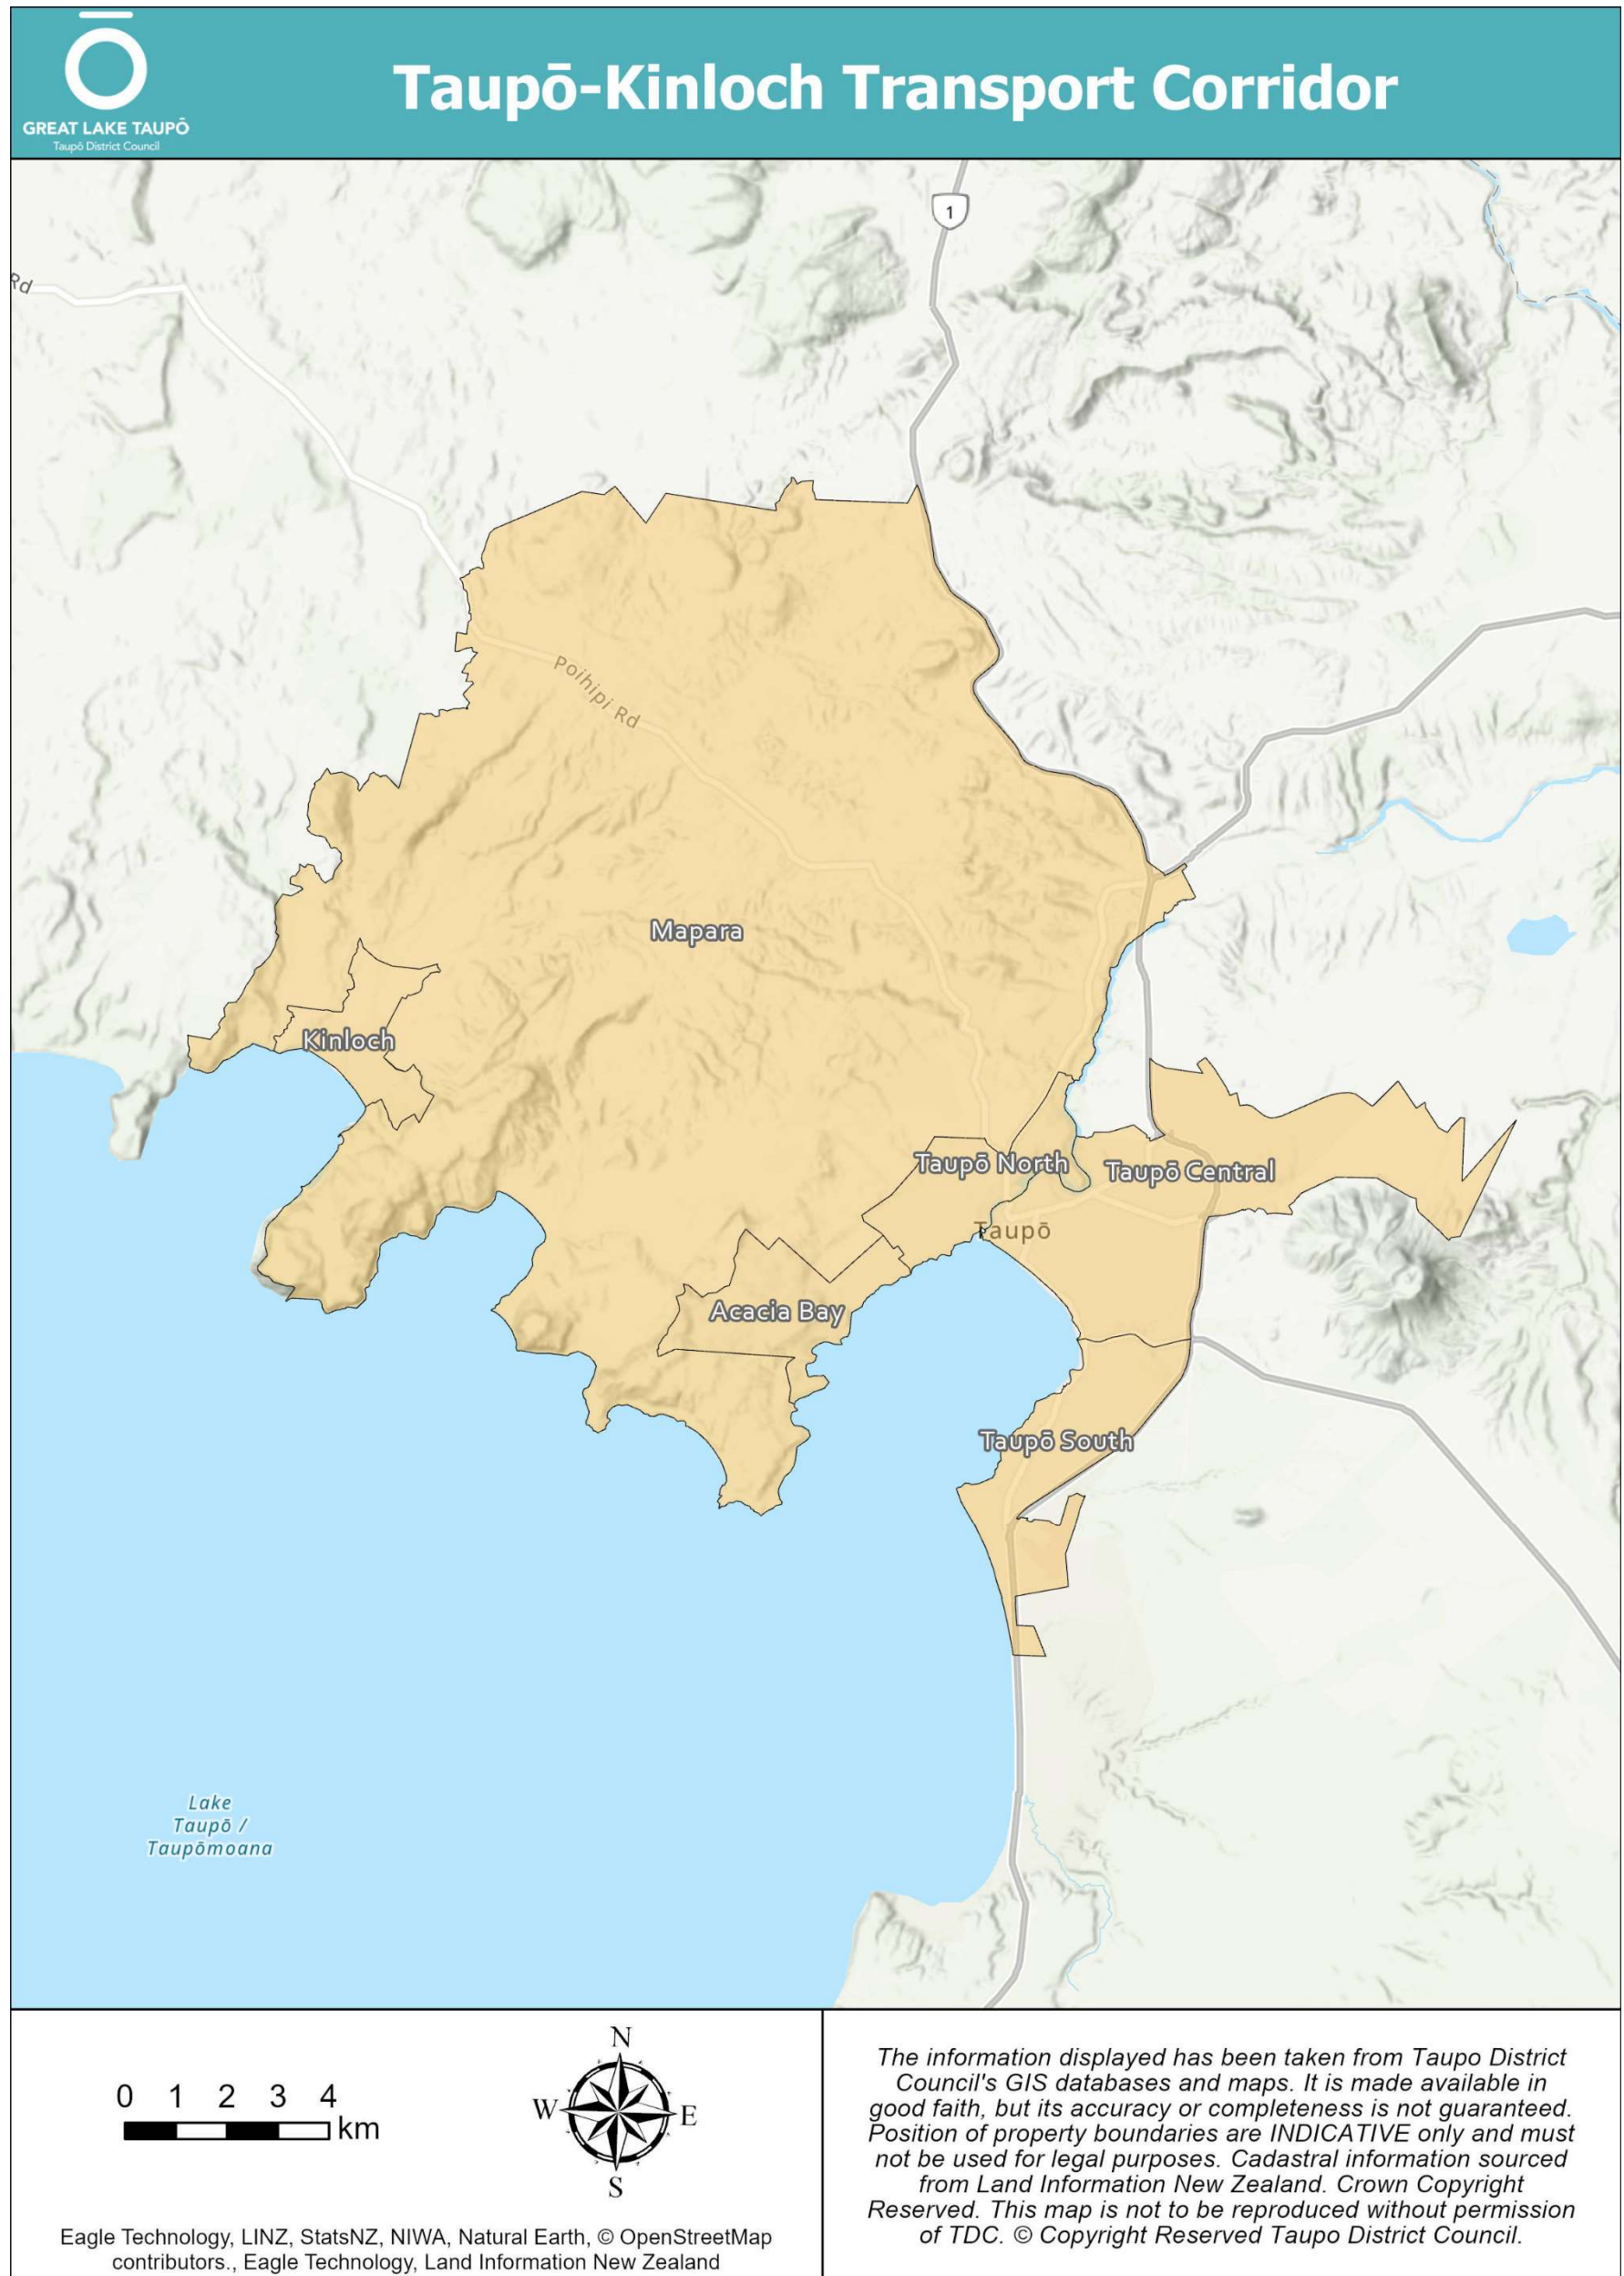 GREAT LAKE TAUPŌ
Taupō District Council
Taupō-Kinloch Transport Corridor
1
Rd
Poihipi Rd
Mapara
Kinloch
Taupō North
Taupō Central
Taupō
Acacia Bay
Taupō South
Lake
Taupō /
Taupōmoana
0 1 2 3 4
km
N
W
E
S
Eagle Technology, LINZ, StatsNZ, NIWA, Natural Earth, © OpenStreetMap
contributors., Eagle Technology, Land Information New Zealand
The information displayed has been taken from Taupo District
Council's GIS databases and maps. It is made available in
good faith, but its accuracy or completeness is not guaranteed.
Position of property boundaries are INDICATIVE only and must
not be used for legal purposes. Cadastral information sourced
from Land Information New Zealand. Crown Copyright
Reserved. This map is not to be reproduced without permission
of TDC. © Copyright Reserved Taupo District Council.